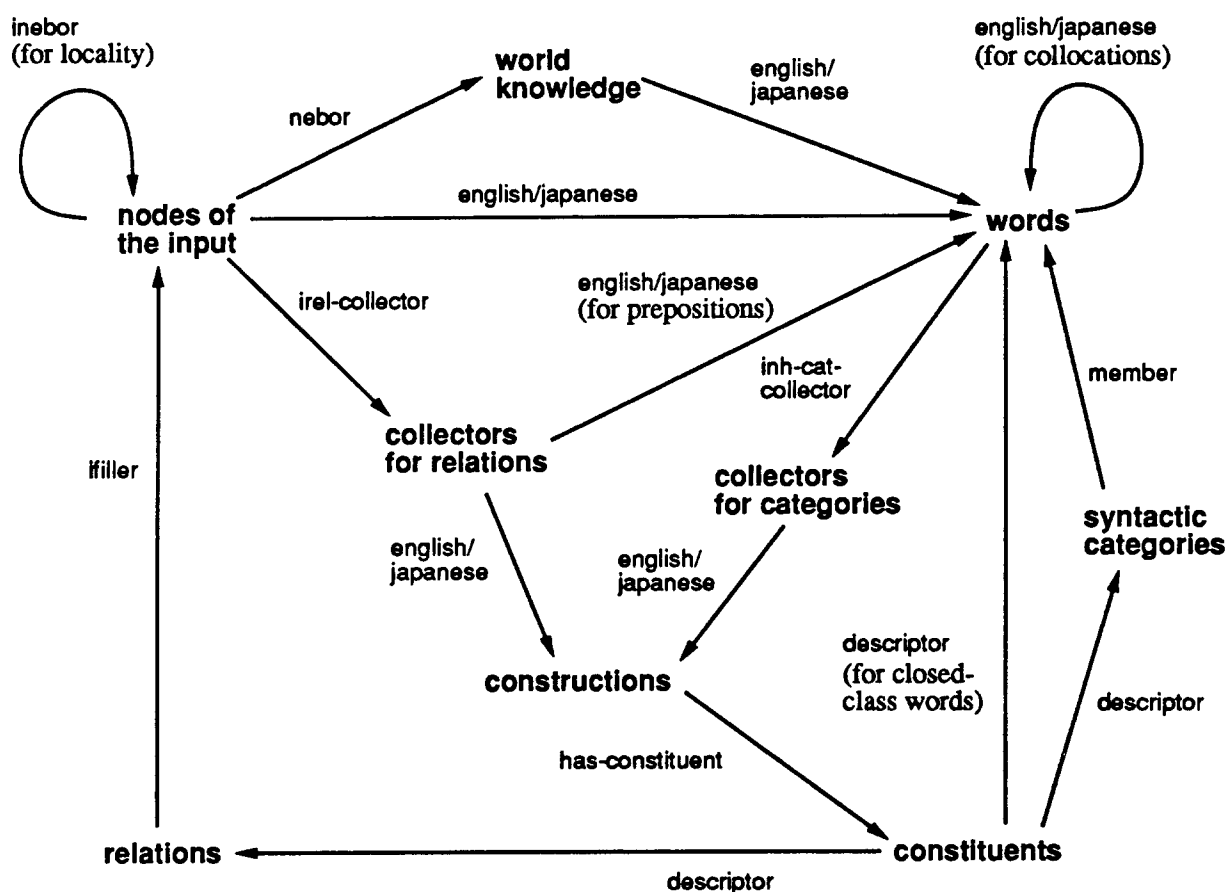 inebor
(for locality)
english/japanese
(for collocations)
world
knowledge
english/
japanese
nebor
english/japanese
nodes of
the input
words
irel-collector
english/japanese
(for prepositions)
inh-cat-
collector
member
collectors
for relations
ifiller
collectors
for categories
syntactic
categories
english/
japanese
english/
japanese
descriptor
(for closed-
class words)
constructions
descriptor
has-constituent
relations
constituents
descriptor